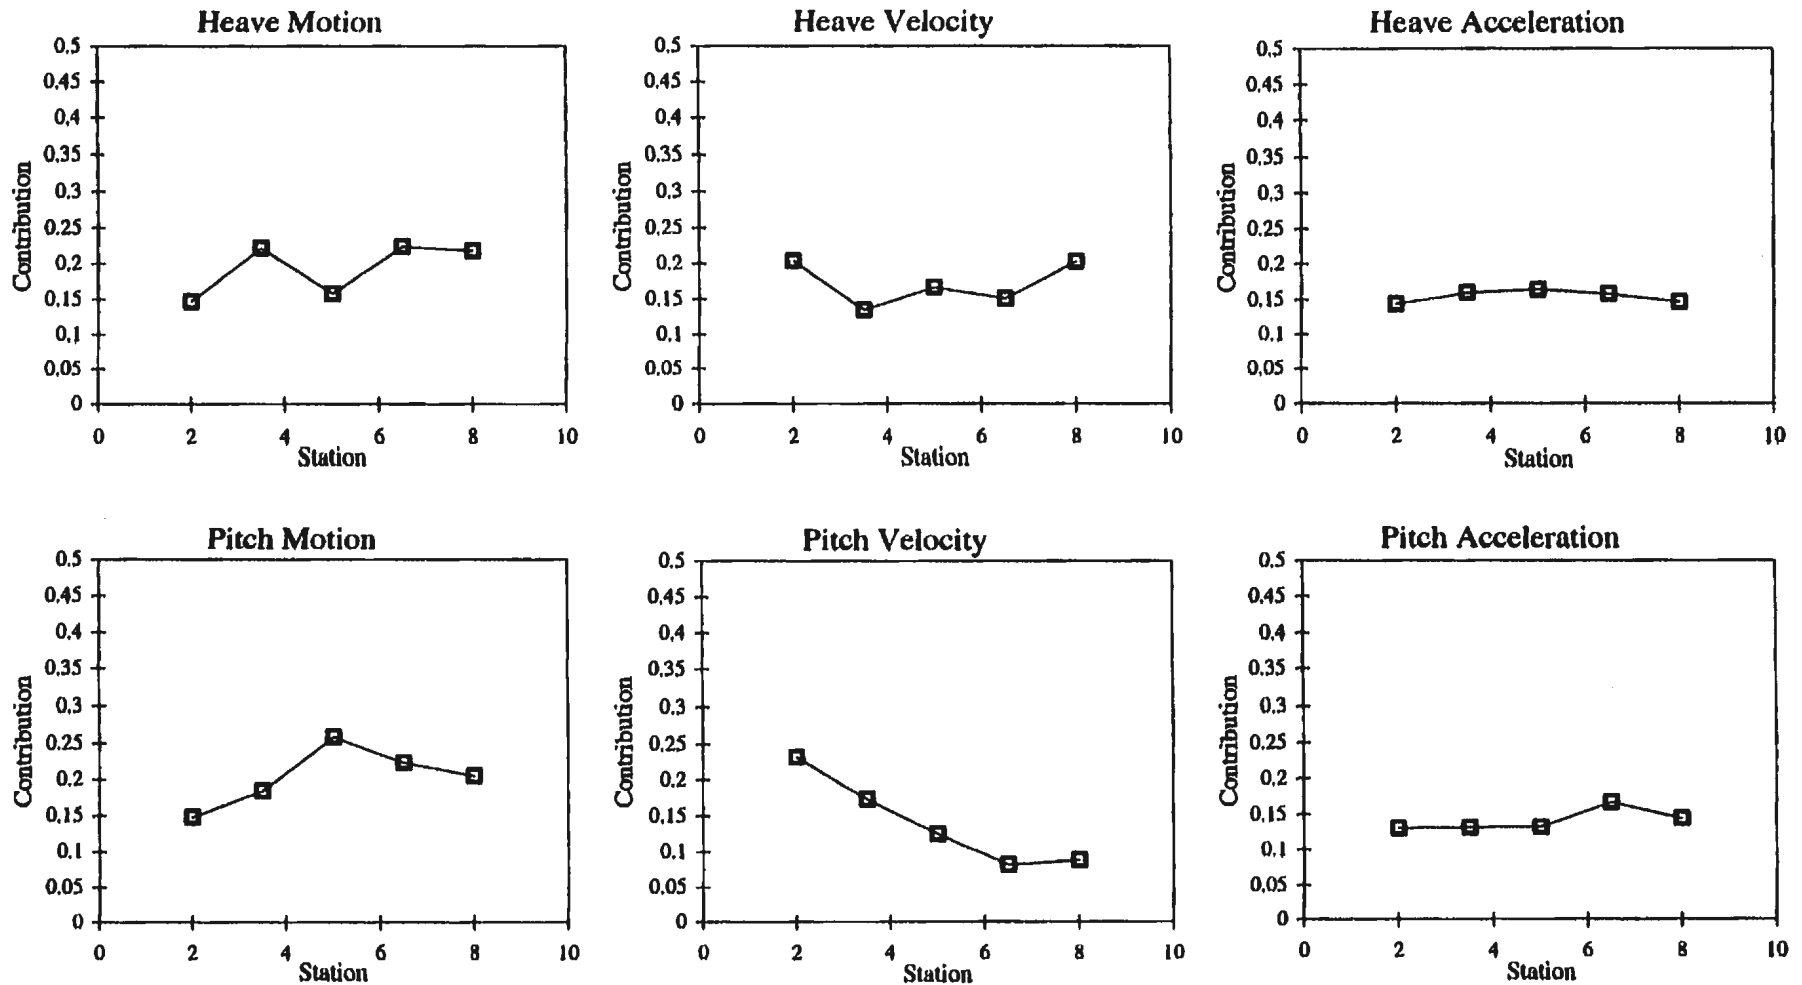 Heave Motion
0,5
0,45
0,4
0,35
0,3
0,25
0,2
0,15
0,1
0,05
0
Contribution
0 2 4 6 8 10
Station
Heave Velocity
0,5
0,45
0,4
0,35
0,3
0,25
0,2
0,15
0,1
0,05
0
Contribution
0 2 4 6 8 10
Station
Heave Acceleration
0,5
0,45
0,4
0,35
0,3
0,25
0,2
0,15
0,1
0,05
0
Contribution
0 2 4 6 8 10
Station
Pitch Motion
0,5
0,45
0,4
0,35
0,3
0,25
0,2
0,15
0,1
0,05
0
Contribution
0 2 4 6 8 10
Station
Pitch Velocity
0,5
0,45
0,4
0,35
0,3
0,25
0,2
0,15
0,1
0,05
0
Contribution
0 2 4 6 8 10
Station
Pitch Acceleration
0,5
0,45
0,4
0,35
0,3
0,25
0,2
0,15
0,1
0,05
0
Contribution
0 2 4 6 8 10
Station